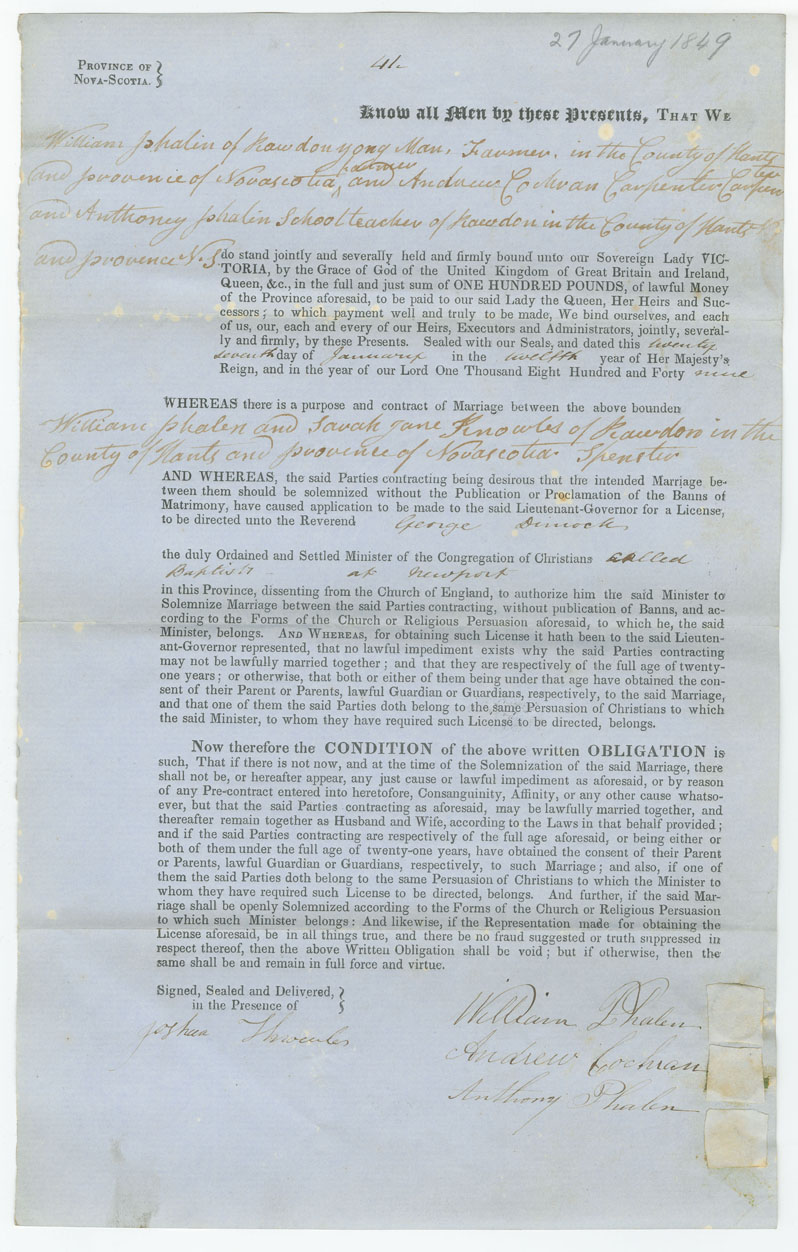 27 January 1849
41.
PROVINCE OF
NOVA-SCOTIA.
Know all Men by these Presents, THAT WE
William phalin of Rawdon yong Man, Farmer. in the County of Hants
and provence of Novascotia, and Andrew Cochran Carpenter
and Anthoney phalin School teacher of Rawdon in the County of Hants
and provence N. S do stand jointly and severally held and firmly bound unto our Sovereign Lady VIC-
TORIA, by the Grace of God of the United Kingdom of Great Britain and Ireland,
Queen, &c., in the full and just sum of ONE HUNDRED POUNDS, of lawful Money
of the Province aforesaid, to be paid to our said Lady the Queen, Her Heirs and Suc-
cessors; to which payment well and truly to be made, We bind ourselves, and each
of us, our, each and every of our Heirs, Executors and Administrators, jointly, several-
ly and firmly, by these Presents. Sealed with our Seals, and dated this twenty
seventh day of January in the twelfth year of Her Majesty's
Reign, and in the year of our Lord One Thousand Eight Hundred and Forty nine
WHEREAS there is a purpose and contract of Marriage between the above bounden
William phalen and Sarah jane Knowles of Rawdon in the
County of Hants and provence of Novascotia. Spenster
AND WHEREAS, the said Parties contracting being desirous that the intended Marriage be-
tween them should be solemnized without the Publication or Proclamation of the Banns of
Matrimony, have caused application to be made to the said Lieutenant-Governor for a License,
to be directed unto the Reverend George Dimock
the duly Ordained and Settled Minister of the Congregation of Christians called
Baptists at Newport
in this Province, dissenting from the Church of England, to authorize him the said Minister to
Solemnize Marriage between the said Parties contracting, without publication of Banns, and ac-
cording to the Forms of the Church or Religious Persuasion aforesaid, to which he, the said
Minister, belongs. AND WHEREAS, for obtaining such License it hath been to the said Lieuten-
ant-Governor represented, that no lawful impediment exists why the said Parties contracting
may not be lawfully married together; and that they are respectively of the full age of twenty-
one years; or otherwise, that both or either of them being under that age have obtained the con-
sent of their Parent or Parents, lawful Guardian or Guardians, respectively, to the said Marriage,
and that one of them the said Parties doth belong to the same Persuasion of Christians to which
the said Minister, to whom they have required such License to be directed, belongs.
Now therefore the CONDITION of the above written OBLIGATION is
such, That if there is not now, and at the time of the Solemnization of the said Marriage, there
shall not be, or hereafter appear, any just cause or lawful impediment as aforesaid, or by reason
of any Pre-contract entered into heretofore, Consanguinity, Affinity, or any other cause whatso-
ever, but that the said Parties contracting as aforesaid, may be lawfully married together, and
thereafter remain together as Husband and Wife, according to the Laws in that behalf provided;
and if the said Parties contracting are respectively of the full age aforesaid, or being either or
both of them under the full age of twenty-one years, have obtained the consent of their Parent
or Parents, lawful Guardian or Guardians, respectively, to such Marriage; and also, if one of
them the said Parties doth belong to the same Persuasion of Christians to which the Minister to
whom they have required such License to be directed, belongs. And further, if the said Mar-
riage shall be openly Solemnized according to the Forms of the Church or Religious Persuasion
to which such Minister belongs: And likewise, if the Representation made for obtaining the
License aforesaid, be in all things true, and there be no fraud suggested or truth suppressed in
respect thereof, then the above Written Obligation shall be void; but if otherwise, then the
same shall be and remain in full force and virtue.
Signed, Sealed and Delivered,
in the Presence of
Joshua
William Phalen
Andrew Cochran
Anthony Phalen